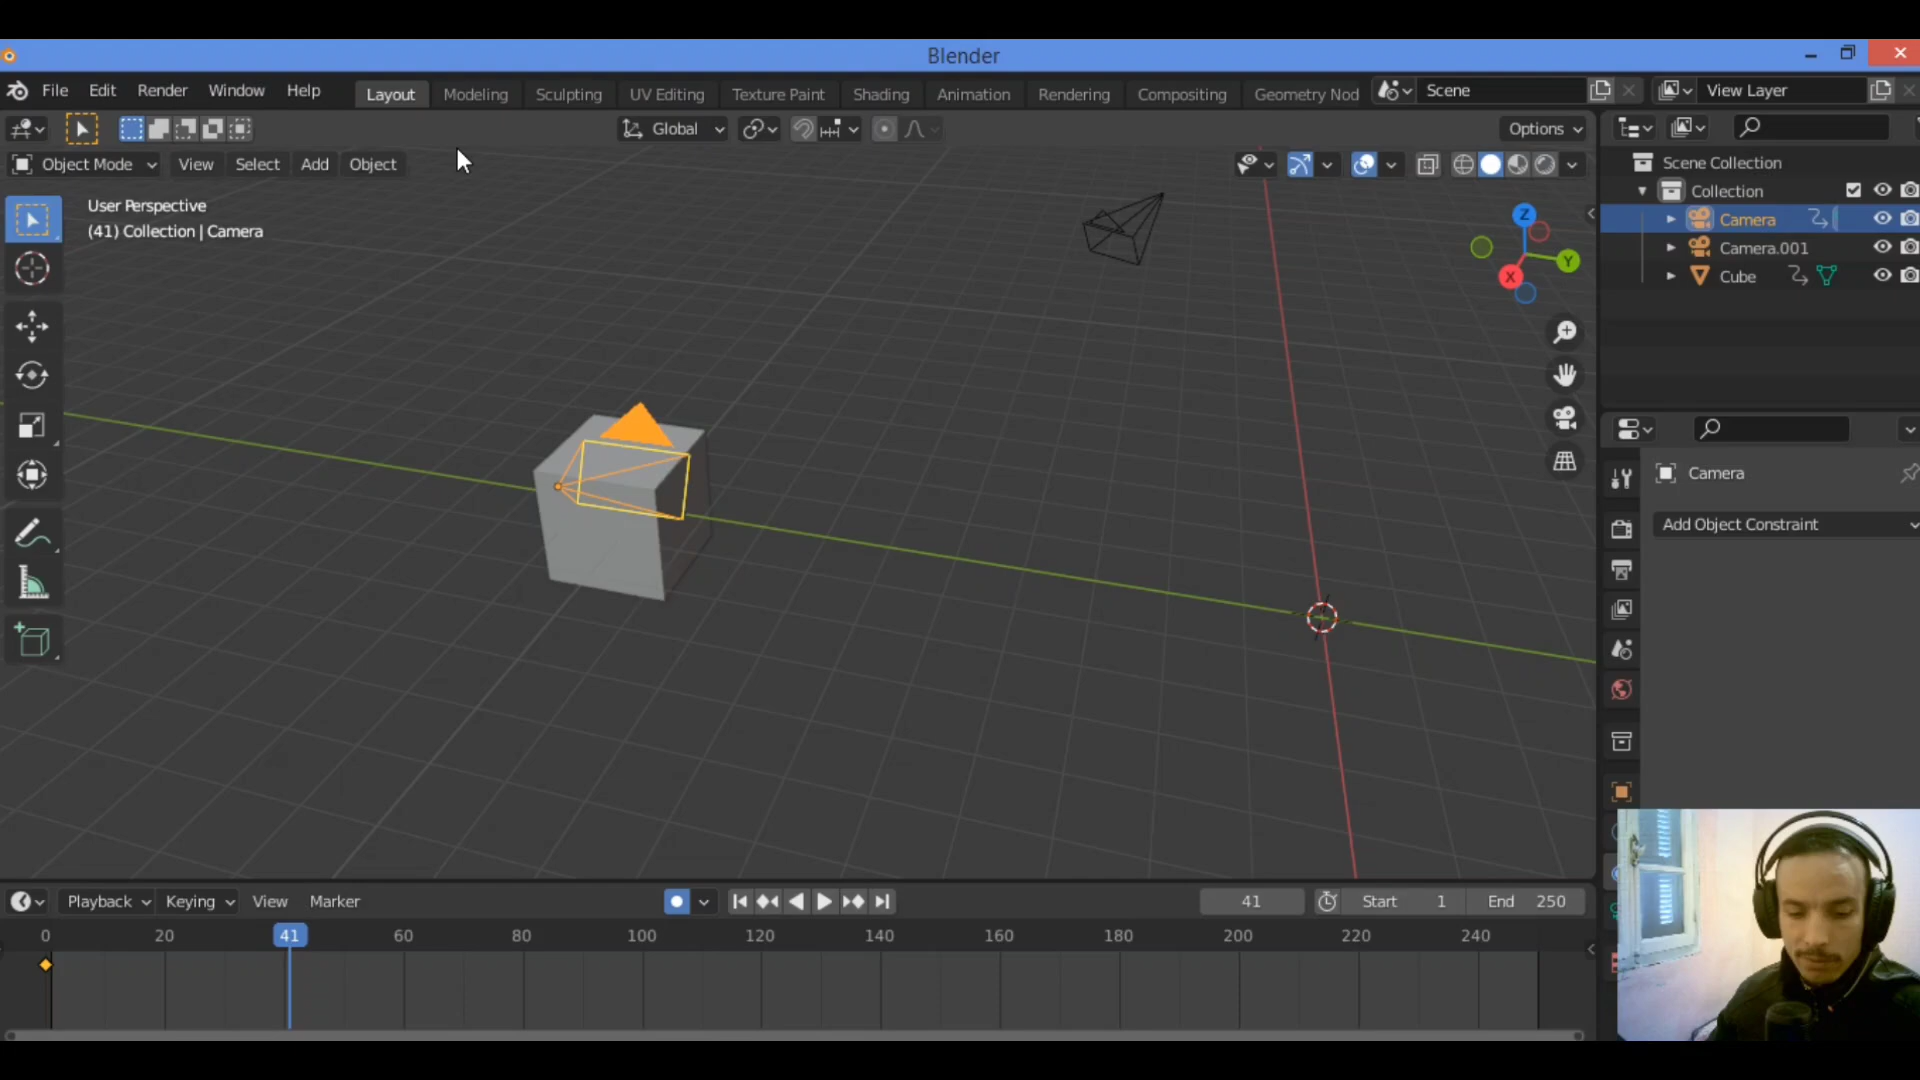 Blender
File Edit Render Window Help Layout Modeling Sculpting UV Editing Texture Paint Shading Animation Rendering Compositing Geometry Nod Scene View Layer
Global Options
Object Mode View Select Add Object
Scene Collection
Collection
Camera
Camera.001
Cube
User Perspective
(41) Collection | Camera
Z
Y
X
Camera
Add Object Constraint
Playback Keying View Marker 41 Start 1 End 250
0 20 41 60 80 100 120 140 160 180 200 220 240